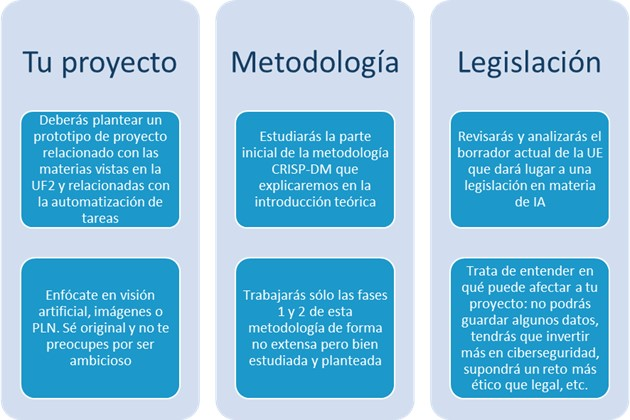 Tu proyecto
Deberás plantear un
prototipo de proyecto
relacionado con las
materias vistas en la
UF2 y relacionadas con
la automatización de
tareas
Enfócate en visión
artificial, imágenes o
PLN. Sé original y no te
preocupes por ser
ambicioso
Metodología
Estudiarás la parte
inicial de la metodología
CRISP-DM que
explicaremos en la
introducción teórica
Trabajarás sólo las fases
1 y 2 de esta
metodología de forma
no extensa pero bien
estudiada y planteada
Legislación
Revisarás y analizarás el
borrador actual de la UE
que dará lugar a una
legislación en materia
de IA
Trata de entender en
qué puede afectar a tu
proyecto: no podrás
guardar algunos datos,
tendrás que invertir
más en ciberseguridad,
supondrá un reto más
ético que legal, etc.